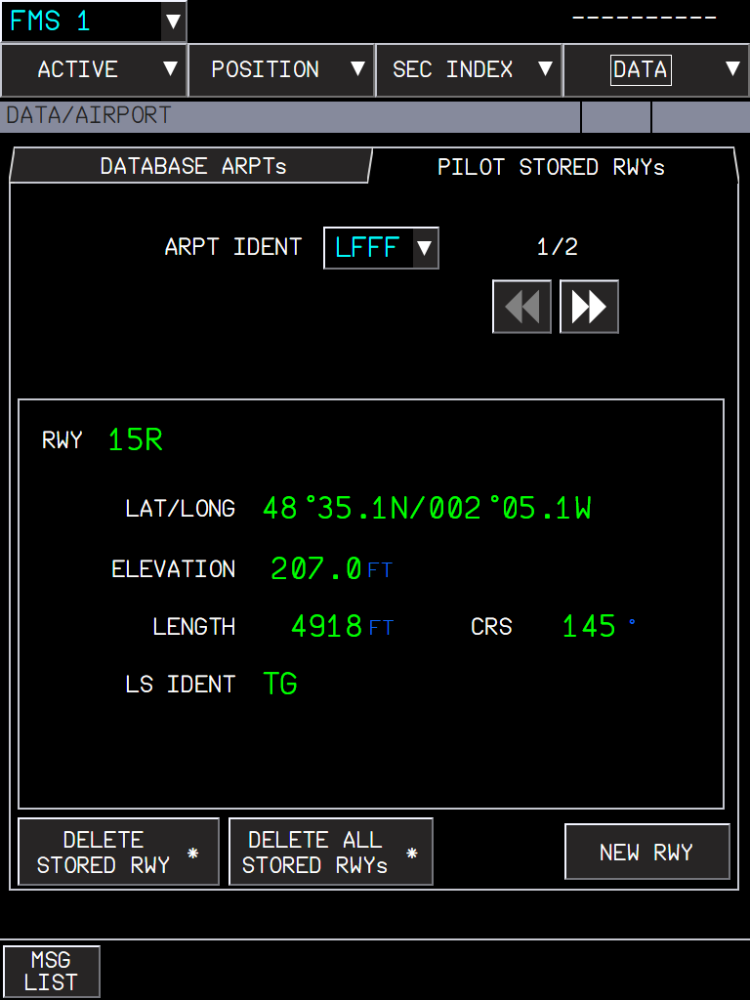 FMS 1 ▼ ----------
ACTIVE ▼ POSITION ▼ SEC INDEX ▼ DATA ▼
DATA/AIRPORT
DATABASE ARPTs PILOT STORED RWYs
ARPT IDENT LFFF ▼ 1/2
RWY 15R
LAT/LONG 48°35.1N/002°05.1W
ELEVATION 207.0 FT
LENGTH 4918 FT CRS 145 °
LS IDENT TG
DELETE
STORED RWY *
DELETE ALL
STORED RWYs *
NEW RWY
MSG
LIST